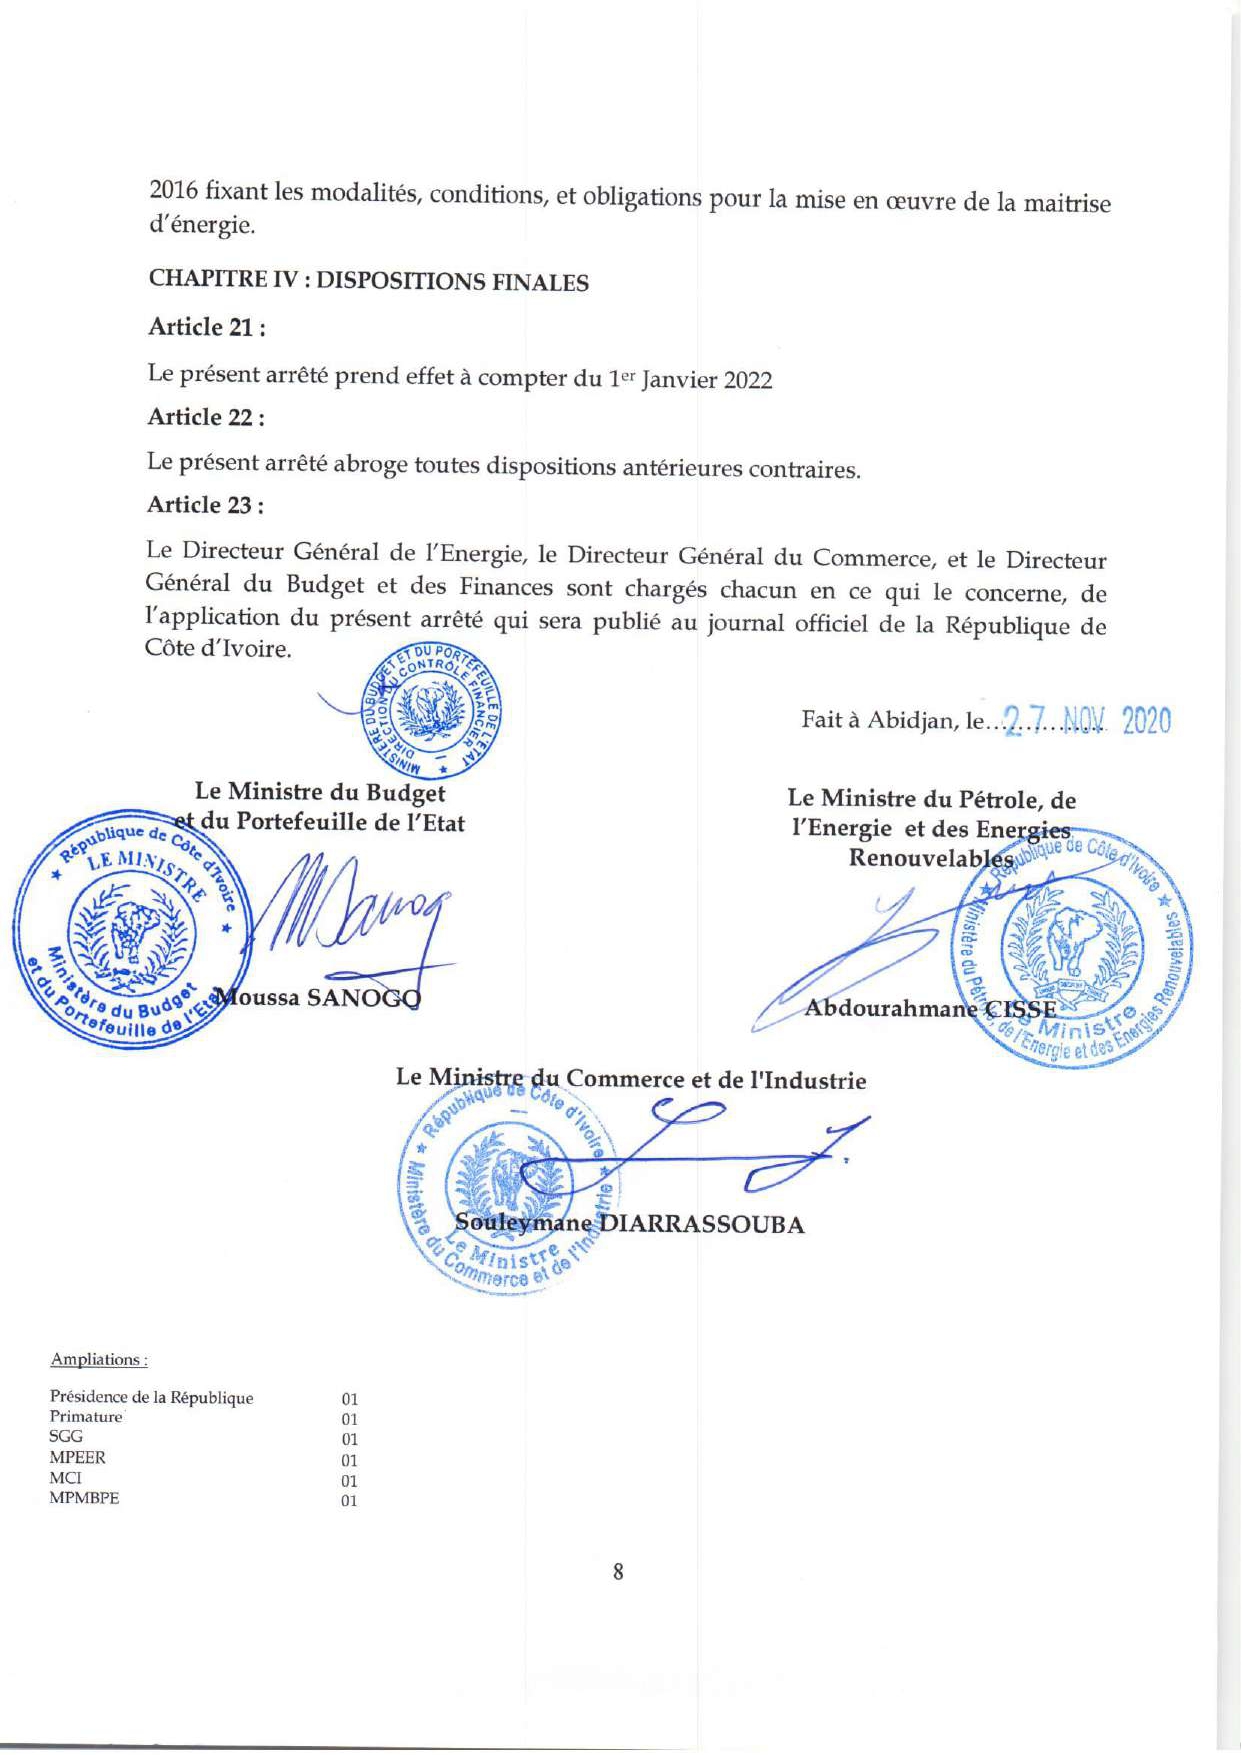 2016 fixant les modalités, conditions, et obligations pour la mise en œuvre de la maitrise
d'énergie.
CHAPITRE IV : DISPOSITIONS FINALES
Article 21 :
Le présent arrêté prend effet à compter du 1er Janvier 2022
Article 22 :
Le présent arrêté abroge toutes dispositions antérieures contraires.
Article 23 :
Le Directeur Général de l'Energie, le Directeur Général du Commerce, et le Directeur
Général du Budget et des Finances sont chargés chacun en ce qui le concerne, de
l'application du présent arrêté qui sera publié au journal officiel de la République de
Côte d'Ivoire.
MINISTERE DU BUDGET ET DU PORTEFEUILLE DE L'ETAT
DIRECTION DU CONTRÔLE FINANCIER
Fait à Abidjan, le 27 NOV 2020
Le Ministre du Budget
et du Portefeuille de l'Etat
République de Côte d'Ivoire
LE MINISTRE
Ministère du Budget
et du Portefeuille de l'Etat
Sanogo
Moussa SANOGO
Le Ministre du Pétrole, de
l'Energie et des Energies
Renouvelables
République de Côte d'Ivoire
Ministère du Pétrole, de l'Energie et des Energies Renouvelables
Le Ministre
Abdourahmane CISSE
Le Ministre du Commerce et de l'Industrie
République de Côte d'Ivoire
Ministère du Commerce et de l'Industrie
Le Ministre
Souleymane DIARRASSOUBA
Ampliations :
Présidence de la République 01
Primature 01
SGG 01
MPEER 01
MCI 01
MPMBPE 01
8